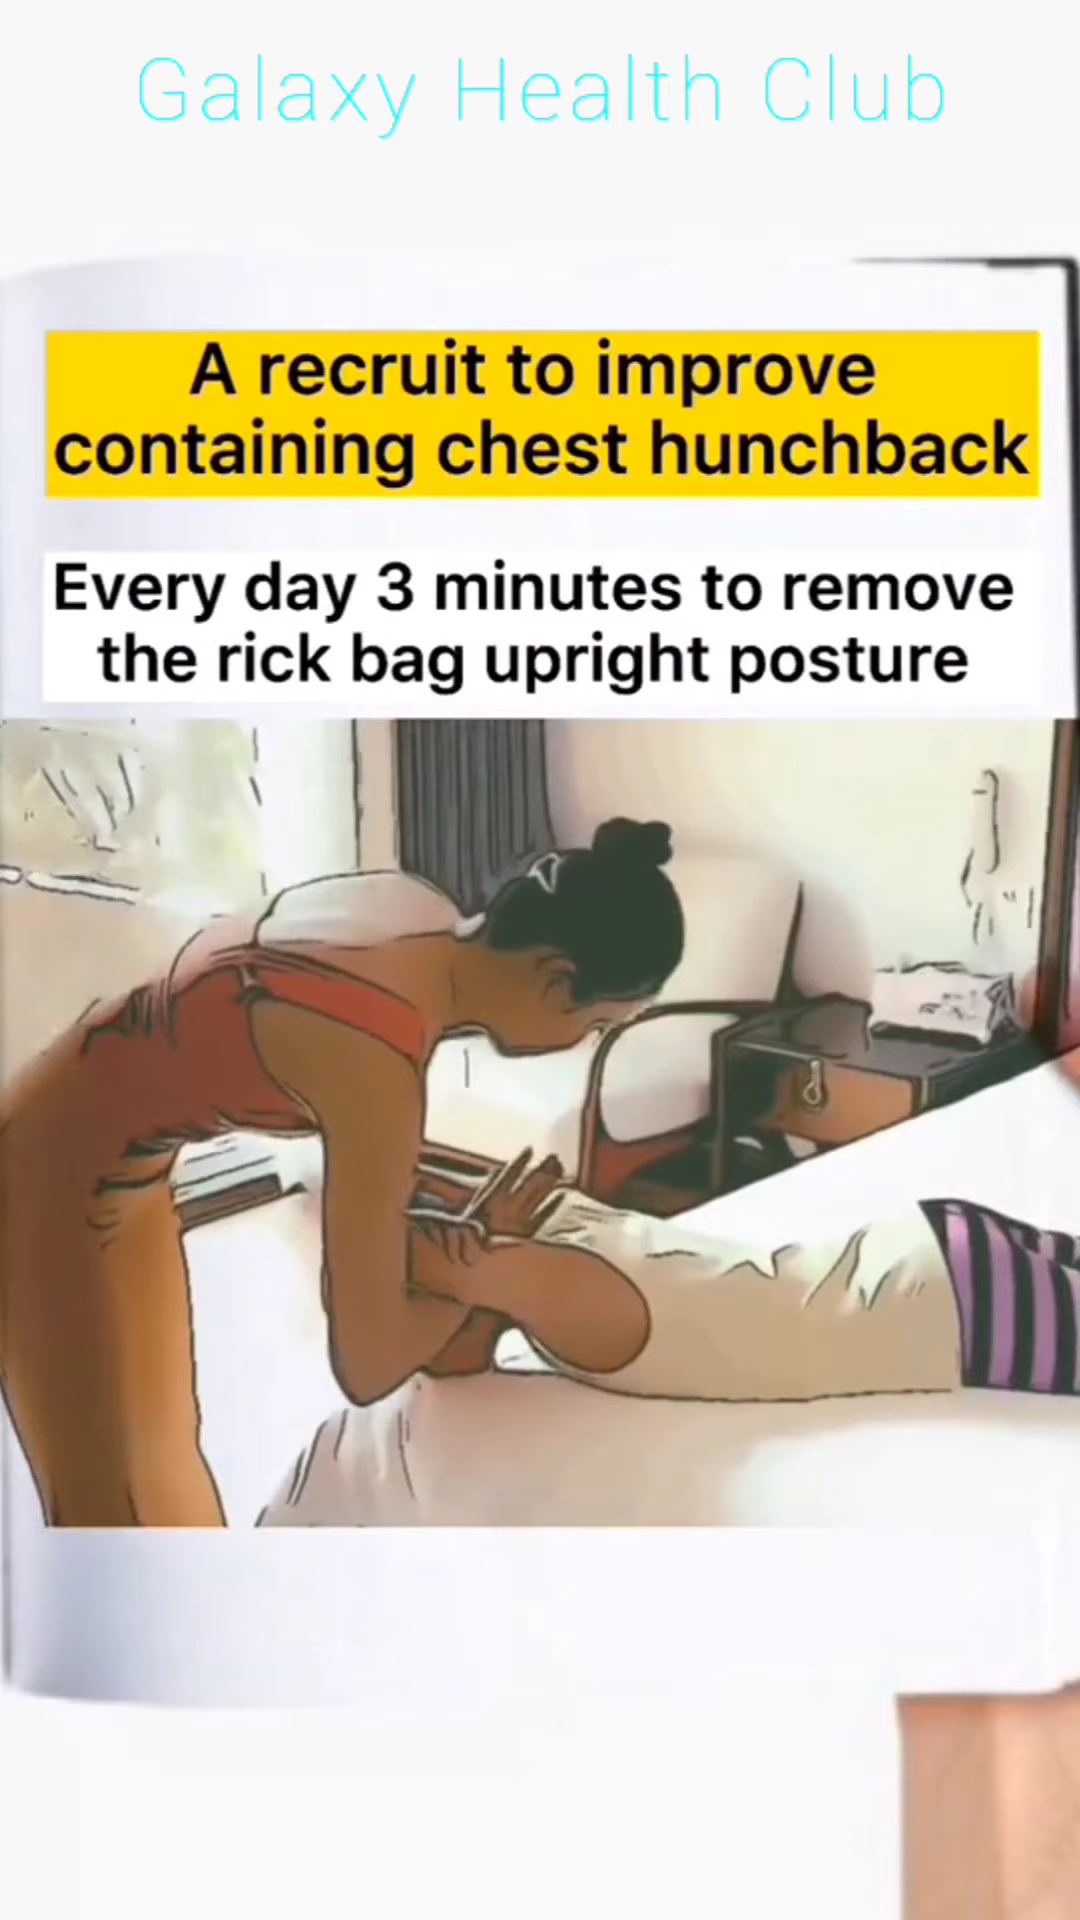 Galaxy Health Club
A recruit to improve
containing chest hunchback
Every day 3 minutes to remove
the rick bag upright posture